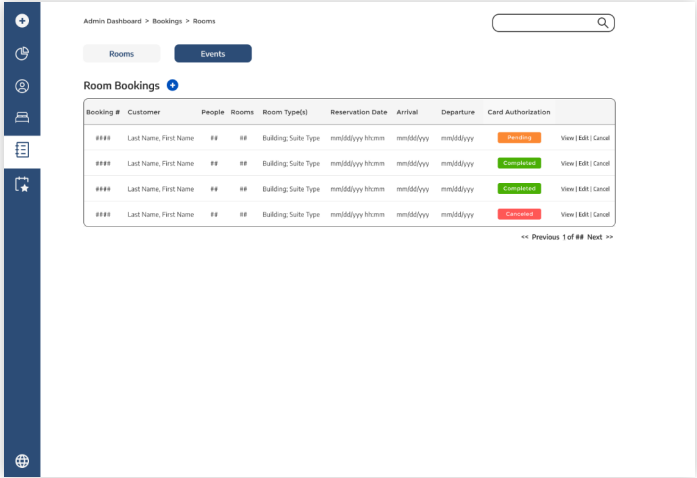 Admin Dashboard > Bookings > Rooms
Rooms Events
Room Bookings
Booking # Customer People Rooms Room Type(s) Reservation Date Arrival Departure Card Authorization
#### Last Name, First Name ## ## Building; Suite Type mm/dd/yyy hh:mm mm/dd/yyy mm/dd/yyy Pending View | Edit | Cancel
#### Last Name, First Name ## ## Building; Suite Type mm/dd/yyy hh:mm mm/dd/yyy mm/dd/yyy Completed View | Edit | Cancel
#### Last Name, First Name ## ## Building; Suite Type mm/dd/yyy hh:mm mm/dd/yyy mm/dd/yyy Completed View | Edit | Cancel
#### Last Name, First Name ## ## Building; Suite Type mm/dd/yyy hh:mm mm/dd/yyy mm/dd/yyy Canceled View | Edit | Cancel
<< Previous 1 of ## Next >>